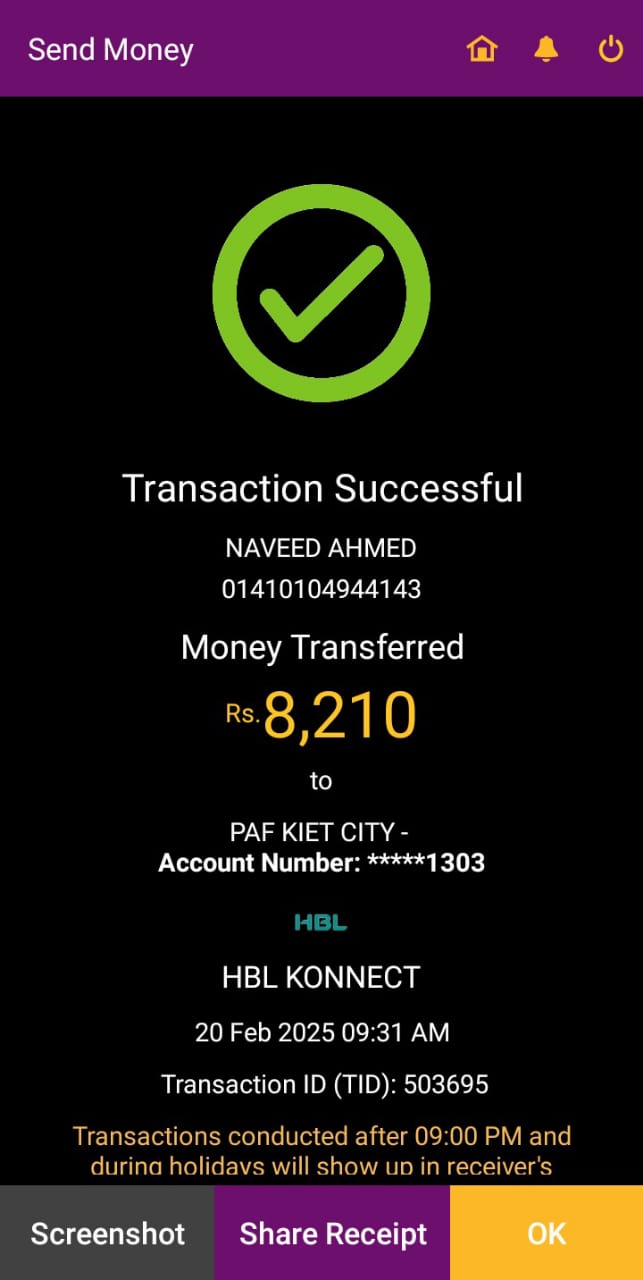 Send Money
Transaction Successful
NAVEED AHMED
01410104944143
Money Transferred
Rs.8,210
to
PAF KIET CITY -
Account Number: *****1303
HBL
HBL KONNECT
20 Feb 2025 09:31 AM
Transaction ID (TID): 503695
Transactions conducted after 09:00 PM and
during holidays will show up in receiver's
Screenshot
Share Receipt
OK